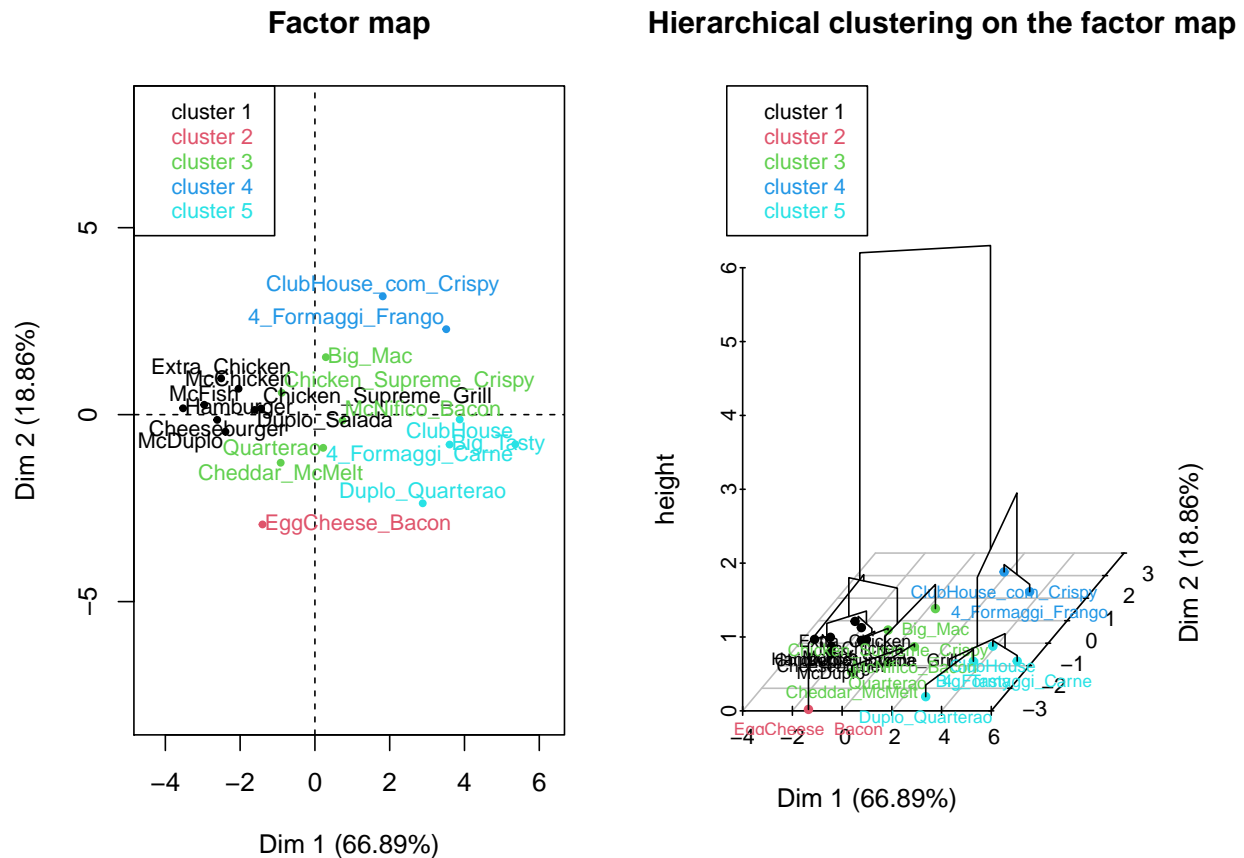 Factor map
cluster 1
cluster 2
cluster 3
cluster 4
cluster 5
5
0
−5
Dim 2 (18.86%)
ClubHouse_com_Crispy
4_Formaggi_Frango
Big_Mac
Extra_Chicken
McChicken
Chicken_Supreme_Crispy
McFish
Chicken_Supreme_Grill
Hamburger
McNifico_Bacon
Duplo_Salada
Cheeseburger
ClubHouse
McDuplo
Big_Tasty
Quarterao
4_Formaggi_Carne
Cheddar_McMelt
Duplo_Quarterao
EggCheese_Bacon
−4 −2 0 2 4 6
Dim 1 (66.89%)
Hierarchical clustering on the factor map
cluster 1
cluster 2
cluster 3
cluster 4
cluster 5
height
6
5
4
3
2
1
0
ClubHouse_com_Crispy
4_Formaggi_Frango
Big_Mac
Extra_Chicken
McDuplo
Quarterao
ClubHouse
4_Formaggi_Carne
Cheddar_McMelt
Duplo_Quarterao
EggCheese_Bacon
−4 −2 0 2 4 6
Dim 1 (66.89%)
3
2
1
0
−1
−2
−3
Dim 2 (18.86%)